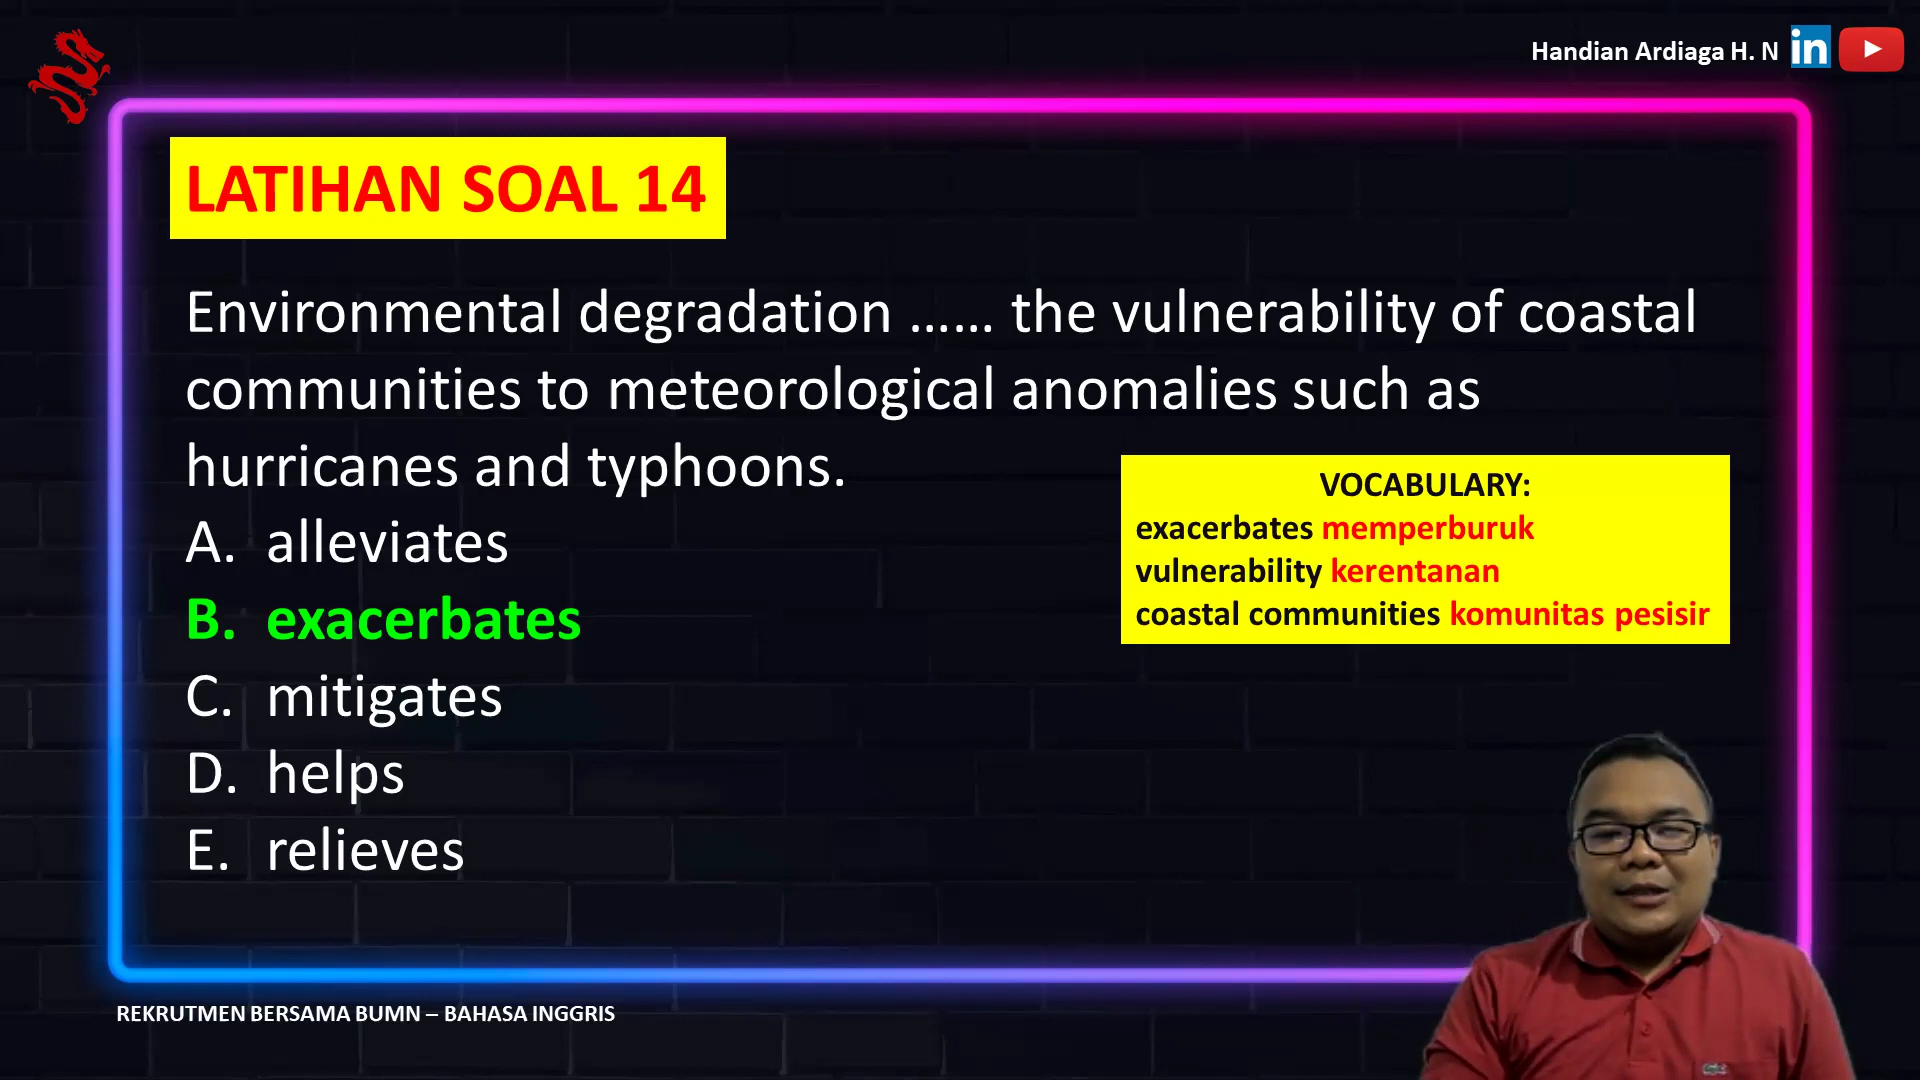 Handian Ardiaga H. N in
LATIHAN SOAL 14
Environmental degradation ...... the vulnerability of coastal
communities to meteorological anomalies such as
hurricanes and typhoons.
A. alleviates
B. exacerbates
C. mitigates
D. helps
E. relieves
VOCABULARY:
exacerbates memperburuk
vulnerability kerentanan
coastal communities komunitas pesisir
REKRUTMEN BERSAMA BUMN – BAHASA INGGRIS